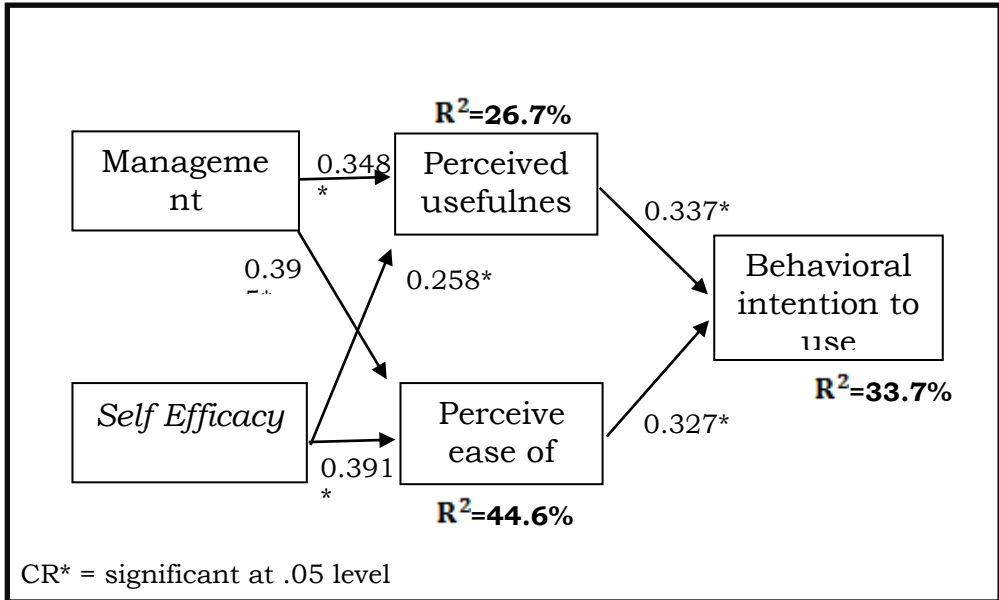 R²=26.7%
Manageme
nt
0.348
*
Perceived
usefulnes
0.337*
0.39
5*
0.258*
Behavioral
intention to
use
R²=33.7%
Self Efficacy
0.391
*
Perceive
ease of
0.327*
R²=44.6%
CR* = significant at .05 level